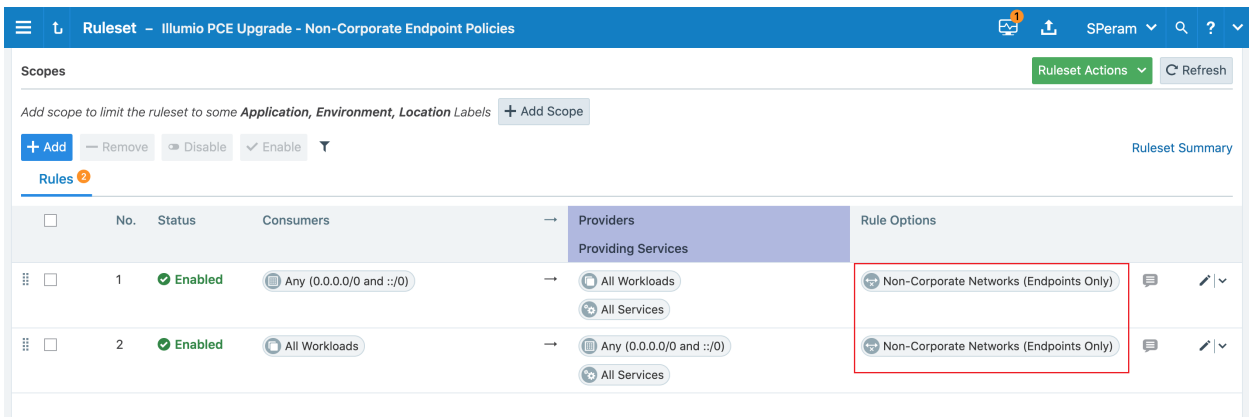 Ruleset – Illumio PCE Upgrade - Non-Corporate Endpoint Policies
1
SPeram
?
Scopes
Ruleset Actions
Refresh
Add scope to limit the ruleset to some Application, Environment, Location Labels
+ Add Scope
+ Add
Remove
Disable
Enable
Ruleset Summary
Rules 2
No. Status Consumers → Providers Rule Options
Providing Services
1 Enabled Any (0.0.0.0/0 and ::/0) → All Workloads Non-Corporate Networks (Endpoints Only)
All Services
2 Enabled All Workloads → Any (0.0.0.0/0 and ::/0) Non-Corporate Networks (Endpoints Only)
All Services